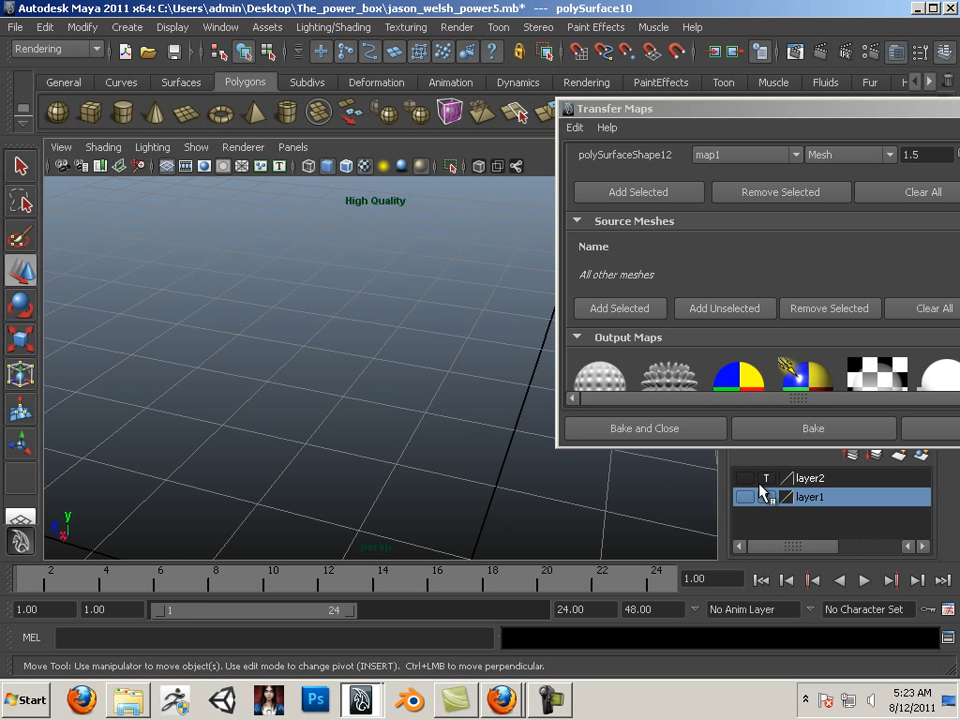 Autodesk Maya 2011 x64: C:\Users\admin\Desktop\The_power_box\jason_welsh_power5.mb* --- polySurface10
File Edit Modify Create Display Window Assets Lighting/Shading Texturing Render Toon Stereo Paint Effects Muscle Help
Rendering
General Curves Surfaces Polygons Subdivs Deformation Animation Dynamics Rendering PaintEffects Toon Muscle Fluids Fur H
Transfer Maps
Edit Help
View Shading Lighting Show Renderer Panels
polySurfaceShape12 map1 Mesh 1.5
Add Selected Remove Selected Clear All
High Quality
Source Meshes
Name
All other meshes
Add Selected Add Unselected Remove Selected Clear All
Output Maps
Bake and Close Bake
T layer2
layer1
y
persp
2 4 6 8 10 12 14 16 18 20 22 24 1.00
1.00 1.00 1 24 24.00 48.00 No Anim Layer No Character Set
MEL
Move Tool: Use manipulator to move object(s). Use edit mode to change pivot (INSERT). Ctrl+LMB to move perpendicular.
Start Ps 5:23 AM
8/12/2011